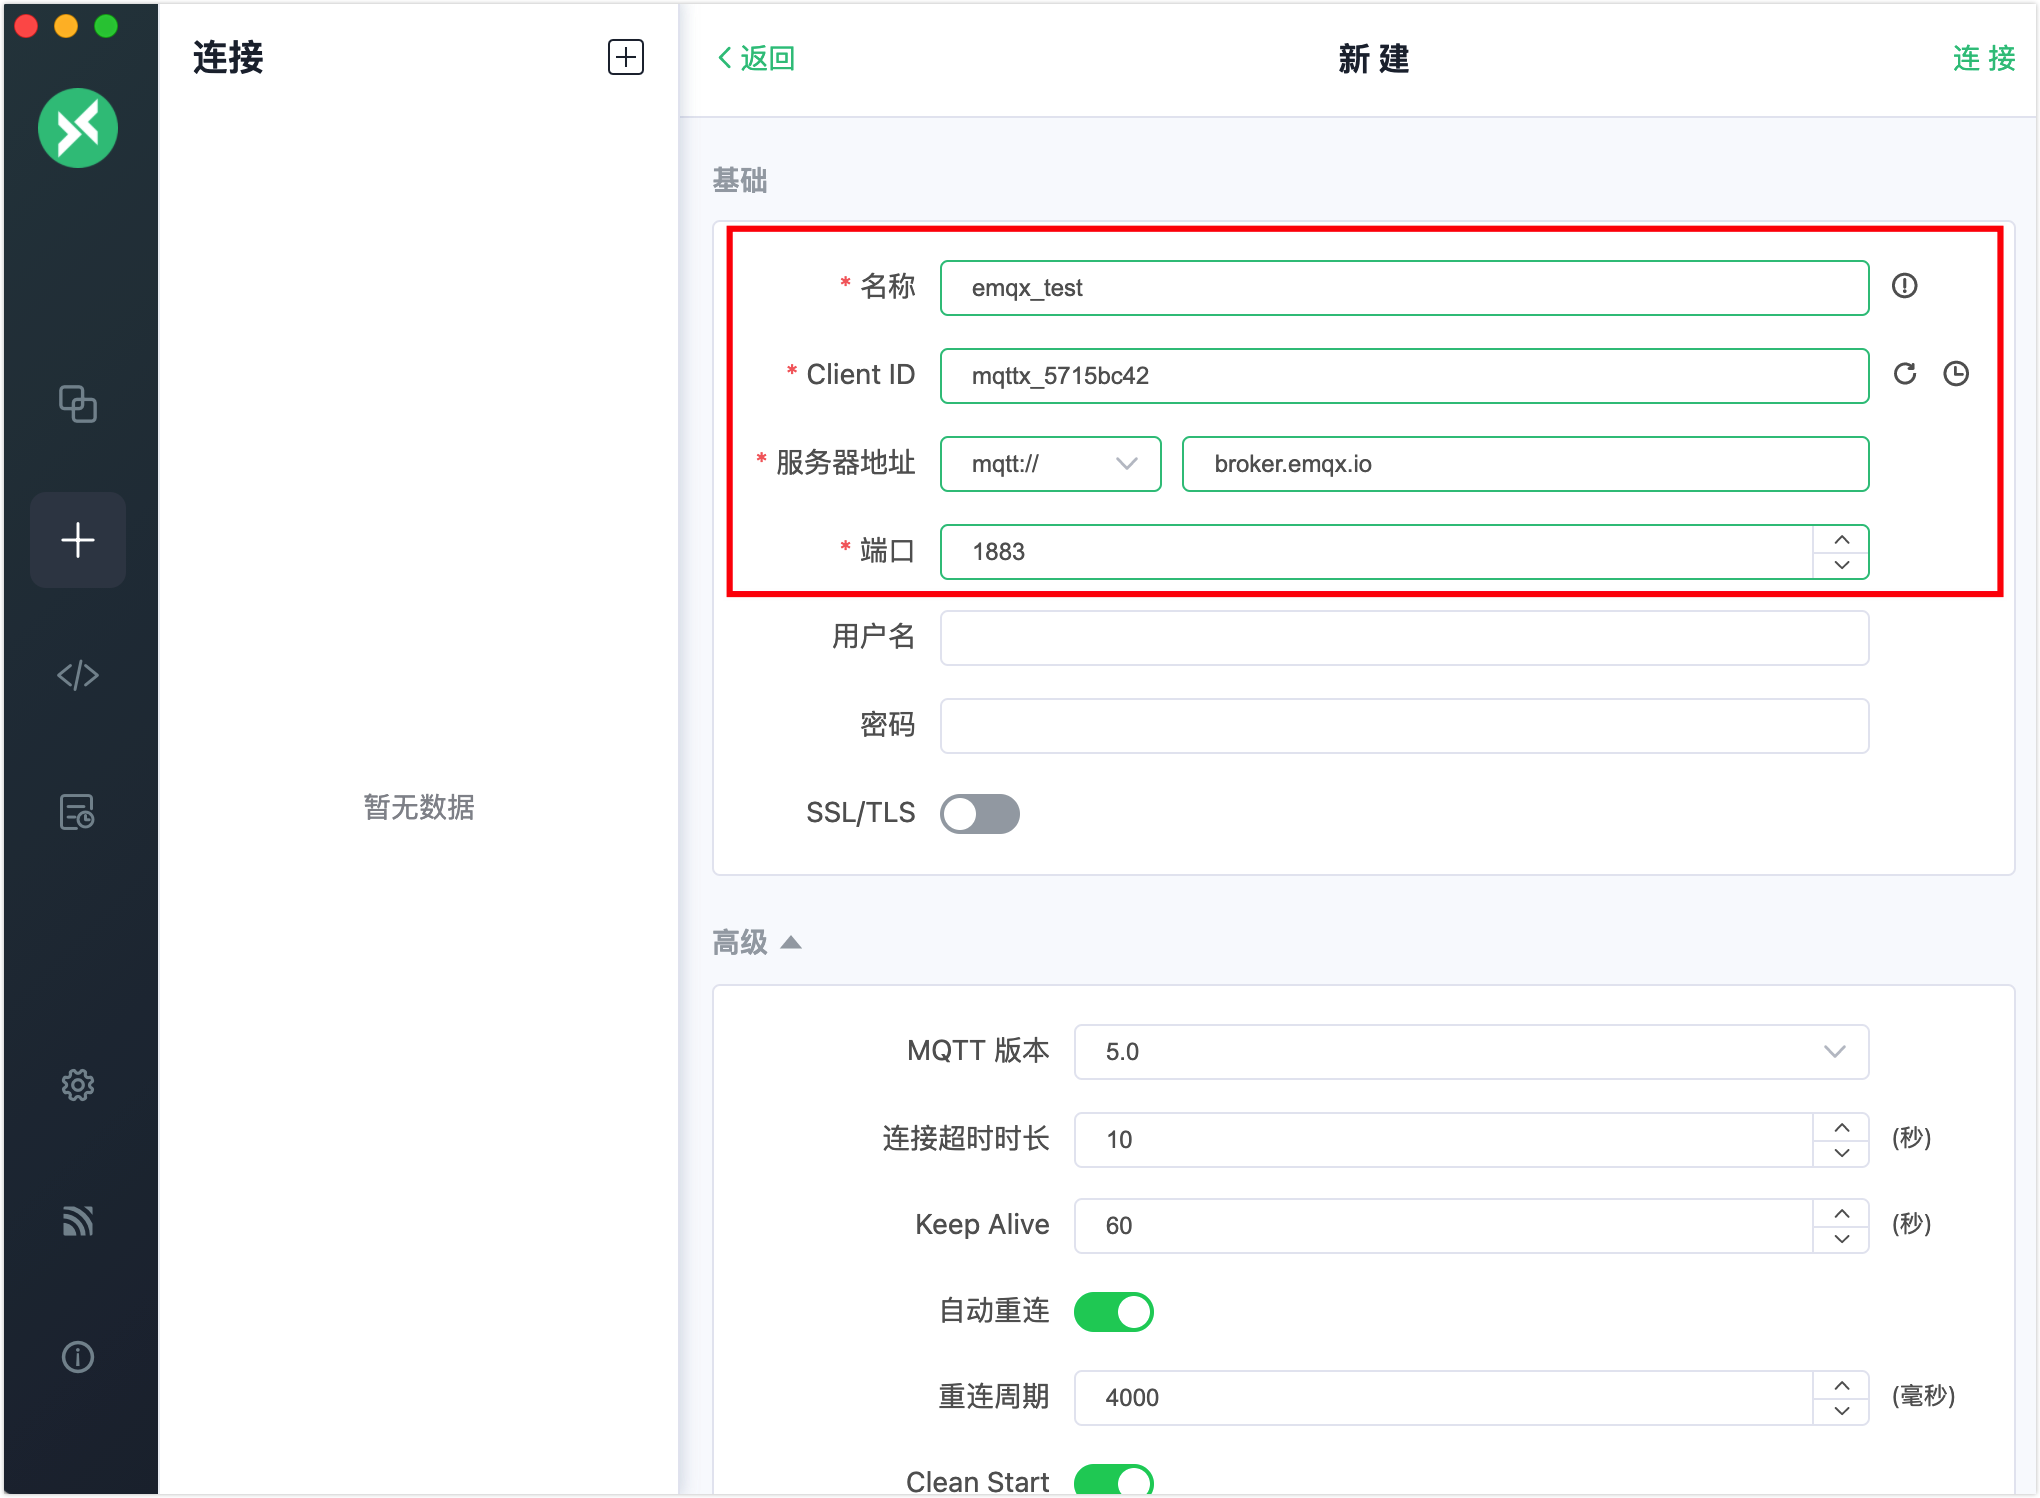 连接
返回
新 建
连 接
基础
* 名称 emqx_test
* Client ID mqttx_5715bc42
* 服务器地址 mqtt:// broker.emqx.io
* 端口 1883
用户名
密码
SSL/TLS
暂无数据
高级
MQTT 版本 5.0
连接超时时长 10 (秒)
Keep Alive 60 (秒)
自动重连
重连周期 4000 (毫秒)
Clean Start